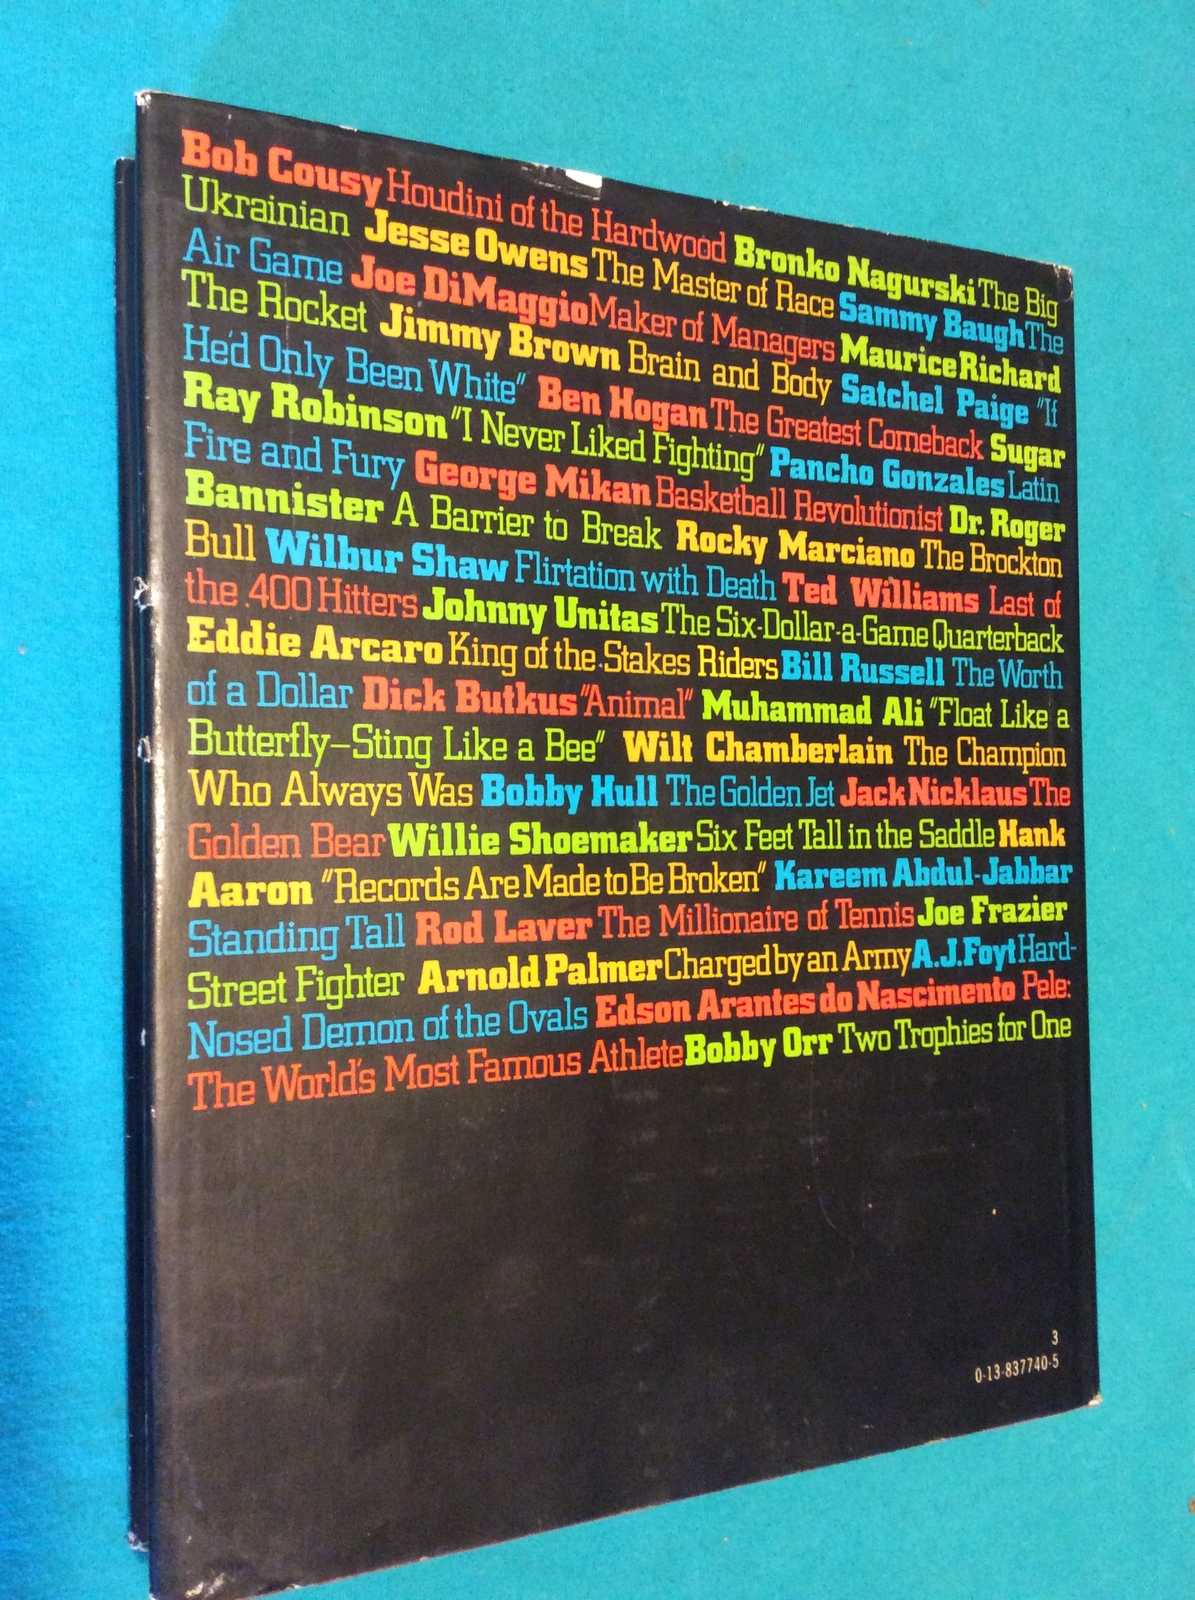 Bob Cousy Houdini of the Hardwood Bronko Nagurski The Big
Ukrainian Jesse Owens The Master of Race Sammy Baugh The
Air Game Joe DiMaggio Maker of Managers Maurice Richard
The Rocket Jimmy Brown Brain and Body Satchel Paige "If
He'd Only Been White" Ben Hogan The Greatest Comeback Sugar
Ray Robinson "I Never Liked Fighting" Pancho Gonzales Latin
Fire and Fury George Mikan Basketball Revolutionist Dr. Roger
Bannister A Barrier to Break Rocky Marciano The Brockton
Bull Wilbur Shaw Flirtation with Death Ted Williams Last of
the .400 Hitters Johnny Unitas The Six-Dollar-a-Game Quarterback
Eddie Arcaro King of the Stakes Riders Bill Russell The Worth
of a Dollar Dick Butkus "Animal" Muhammad Ali "Float Like a
Butterfly—Sting Like a Bee" Wilt Chamberlain The Champion
Who Always Was Bobby Hull The Golden Jet Jack Nicklaus The
Golden Bear Willie Shoemaker Six Feet Tall in the Saddle Hank
Aaron "Records Are Made to Be Broken" Kareem Abdul-Jabbar
Standing Tall Rod Laver The Millionaire of Tennis Joe Frazier
Street Fighter Arnold Palmer Charged by an Army A.J. Foyt Hard-
Nosed Demon of the Ovals Edson Arantes do Nascimento Pele:
The World's Most Famous Athlete Bobby Orr Two Trophies for One
3
0-13-837740-5